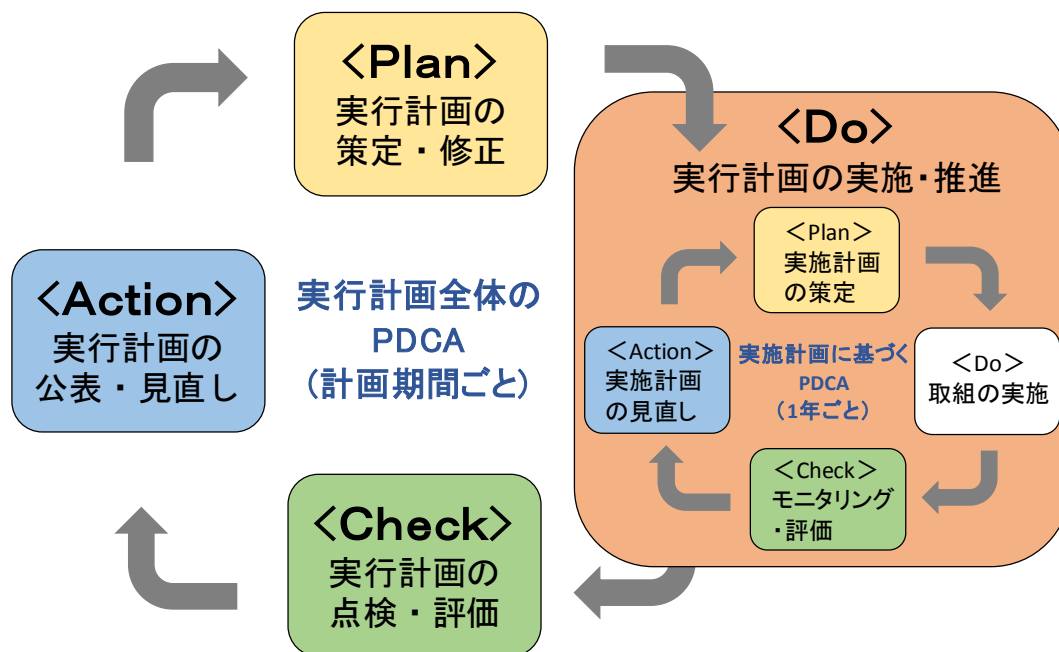 <Plan>
実行計画の
策定・修正
<Do>
実行計画の実施・推進
<Plan>
実施計画
の策定
<Action>
実施計画
の見直し
実施計画に基づく
PDCA
(1年ごと)
<Do>
取組の実施
<Check>
モニタリング
・評価
<Action>
実行計画の
公表・見直し
実行計画全体の
PDCA
(計画期間ごと)
<Check>
実行計画の
点検・評価